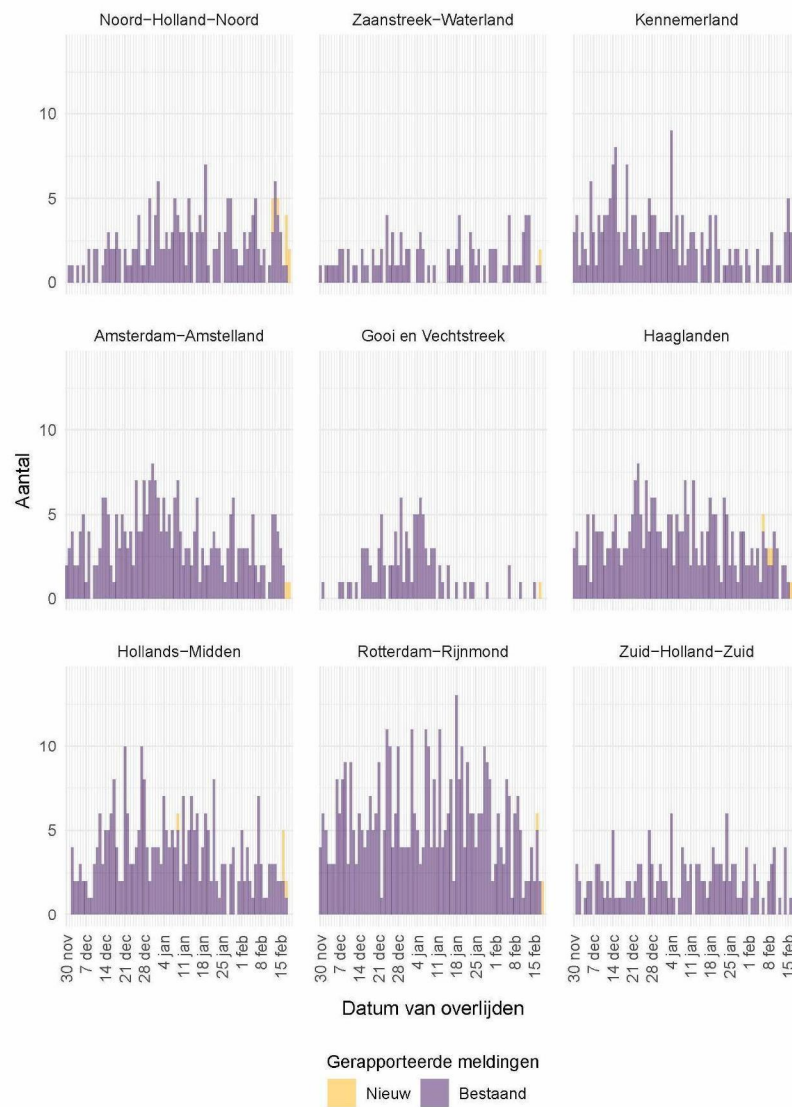 Noord-Holland-Noord
Zaanstreek-Waterland
Kennemerland
10
5
0
Amsterdam-Amstelland
Gooi en Vechtstreek
Haaglanden
10
5
0
Aantal
Hollands-Midden
Rotterdam-Rijnmond
Zuid-Holland-Zuid
10
5
0
30 nov
7 dec
14 dec
21 dec
28 dec
4 jan
11 jan
18 jan
25 jan
1 feb
8 feb
15 feb
30 nov
7 dec
14 dec
21 dec
28 dec
4 jan
11 jan
18 jan
25 jan
1 feb
8 feb
15 feb
30 nov
7 dec
14 dec
21 dec
28 dec
4 jan
11 jan
18 jan
25 jan
1 feb
8 feb
15 feb
Datum van overlijden
Gerapporteerde meldingen
Nieuw
Bestaand